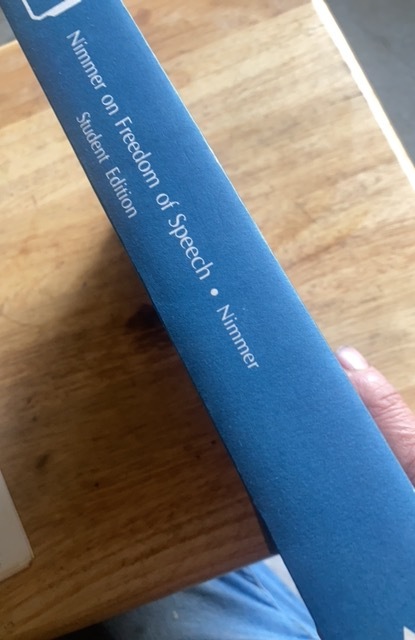 Nimmer on Freedom of Speech • Nimmer
Student Edition